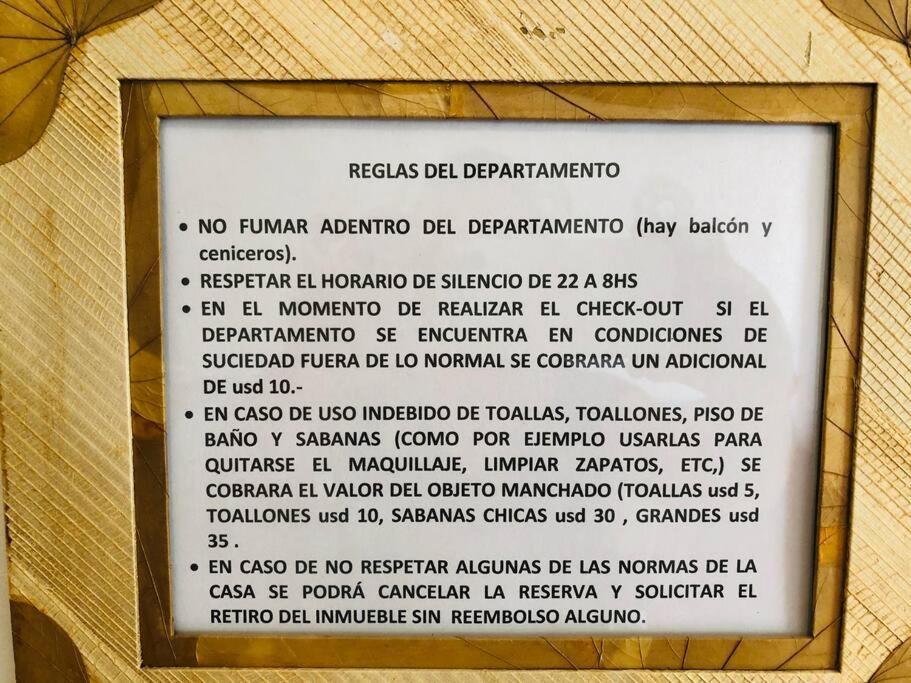 REGLAS DEL DEPARTAMENTO
• NO FUMAR ADENTRO DEL DEPARTAMENTO (hay balcón y
ceniceros).
• RESPETAR EL HORARIO DE SILENCIO DE 22 A 8HS
• EN EL MOMENTO DE REALIZAR EL CHECK-OUT SI EL
DEPARTAMENTO SE ENCUENTRA EN CONDICIONES DE
SUCIEDAD FUERA DE LO NORMAL SE COBRARA UN ADICIONAL
DE usd 10.-
• EN CASO DE USO INDEBIDO DE TOALLAS, TOALLONES, PISO DE
BAÑO Y SABANAS (COMO POR EJEMPLO USARLAS PARA
QUITARSE EL MAQUILLAJE, LIMPIAR ZAPATOS, ETC,) SE
COBRARA EL VALOR DEL OBJETO MANCHADO (TOALLAS usd 5,
TOALLONES usd 10, SABANAS CHICAS usd 30 , GRANDES usd
35 .
• EN CASO DE NO RESPETAR ALGUNAS DE LAS NORMAS DE LA
CASA SE PODRÁ CANCELAR LA RESERVA Y SOLICITAR EL
RETIRO DEL INMUEBLE SIN REEMBOLSO ALGUNO.